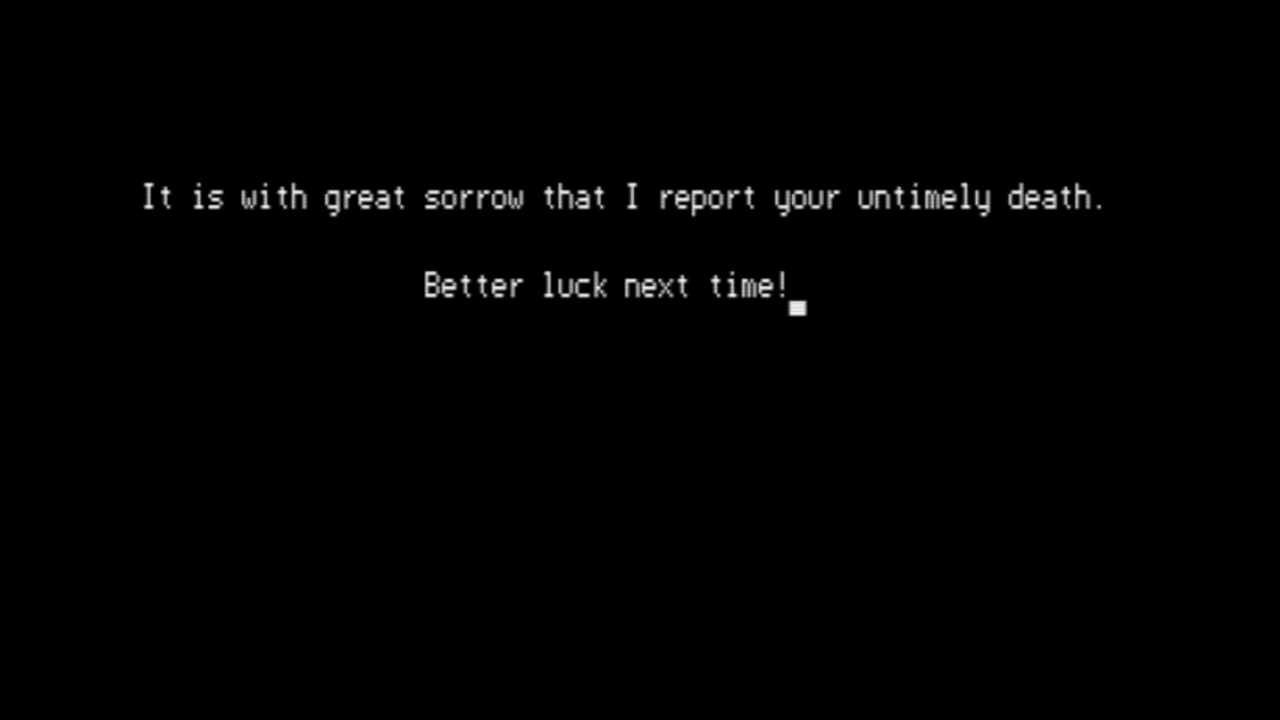 It is with great sorrow that I report your untimely death.
Better luck next time!